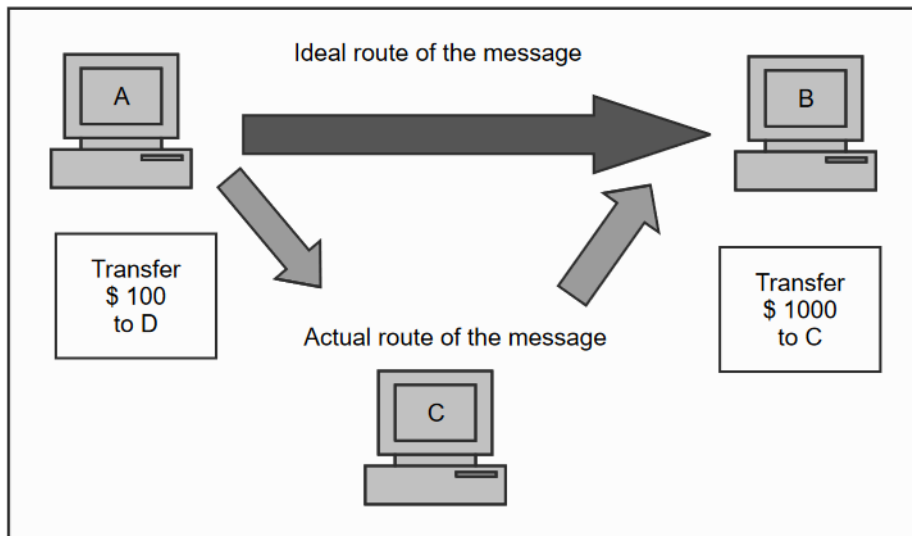 Ideal route of the message
A
B
Transfer
$ 100
to D
Transfer
$ 1000
to C
Actual route of the message
C